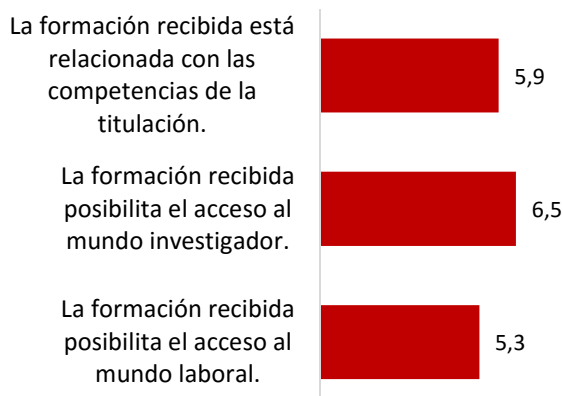 La formación recibida está
relacionada con las
competencias de la
titulación.
5,9
La formación recibida
posibilita el acceso al
mundo investigador.
6,5
La formación recibida
posibilita el acceso al
mundo laboral.
5,3